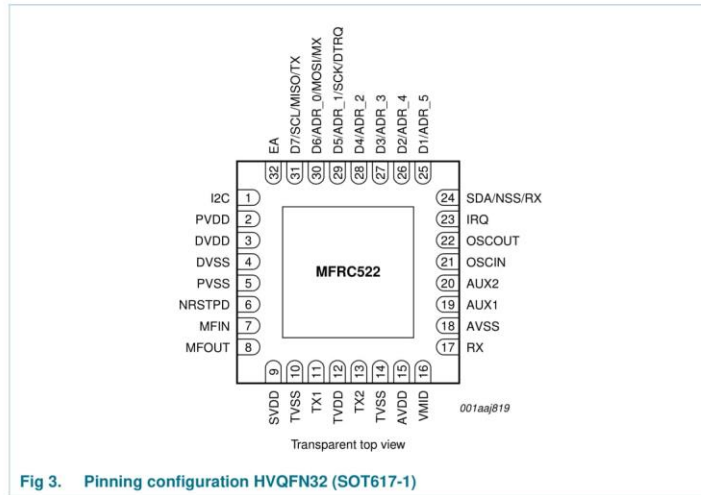 EA
D7/SCL/MISO/TX
D6/ADR_0/MOSI/MX
D5/ADR_1/SCK/DTRQ
D4/ADR_2
D3/ADR_3
D2/ADR_4
D1/ADR_5
32
31
30
29
28
27
26
25
I2C 1
PVDD 2
DVDD 3
DVSS 4
PVSS 5
NRSTPD 6
MFIN 7
MFOUT 8
MFRC522
24 SDA/NSS/RX
23 IRQ
22 OSCOUT
21 OSCIN
20 AUX2
19 AUX1
18 AVSS
17 RX
9
10
11
12
13
14
15
16
SVDD
TVSS
TX1
TVDD
TX2
TVSS
AVDD
VMID
001aaj819
Transparent top view
Fig 3. Pinning configuration HVQFN32 (SOT617-1)